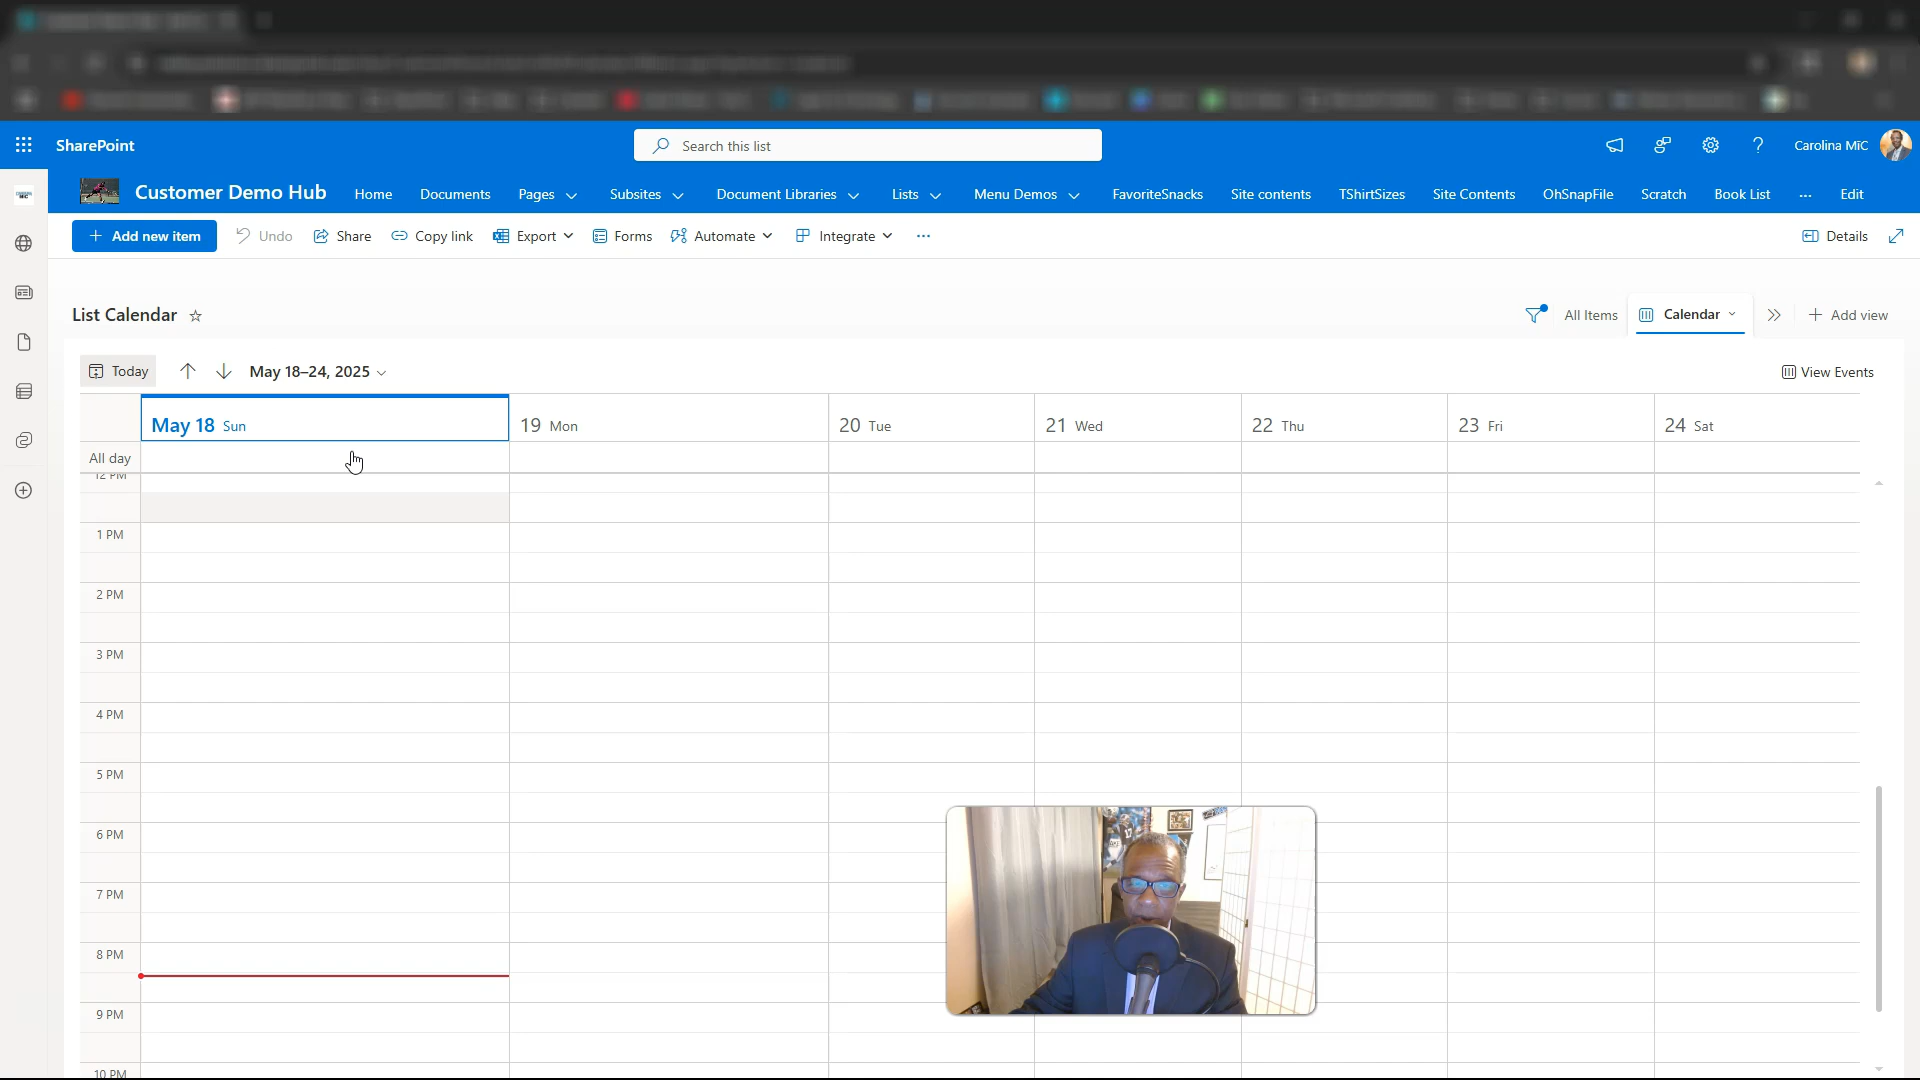 SharePoint
Search this list
Carolina MiC
Customer Demo Hub
Home
Documents
Pages
Subsites
Document Libraries
Lists
Menu Demos
FavoriteSnacks
Site contents
TShirtSizes
Site Contents
OhSnapFile
Scratch
Book List
Edit
Add new item
Undo
Share
Copy link
Export
Forms
Automate
Integrate
Details
List Calendar
All Items
Calendar
Add view
Today
May 18–24, 2025
View Events
May 18 Sun
19 Mon
20 Tue
21 Wed
22 Thu
23 Fri
24 Sat
All day
12 PM
1 PM
2 PM
3 PM
4 PM
5 PM
6 PM
7 PM
8 PM
9 PM
10 PM